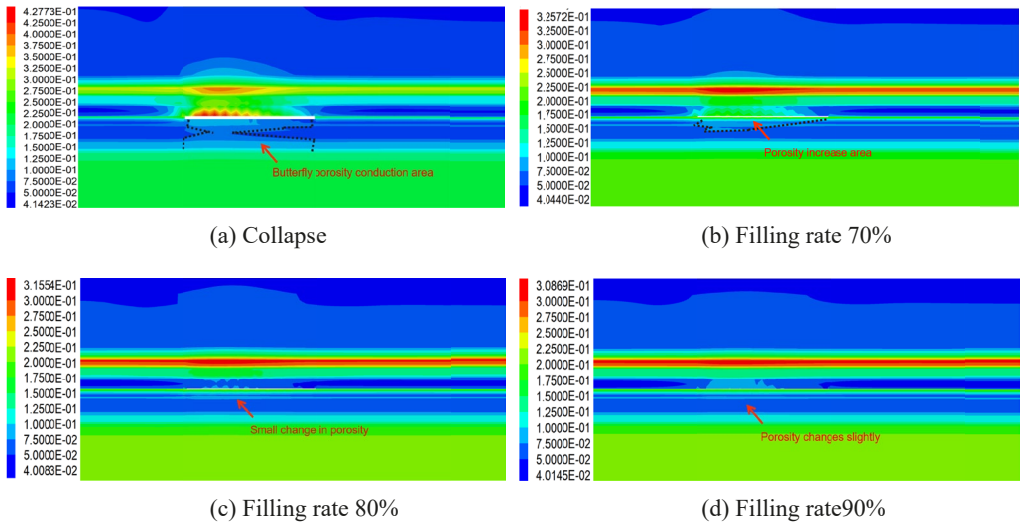 4.2773E-01
4.2500E-01
4.0000E-01
3.7500E-01
3.5000E-01
3.2500E-01
3.0000E-01
2.7500E-01
2.5000E-01
2.2500E-01
2.0000E-01
1.7500E-01
1.5000E-01
1.2500E-01
1.0000E-01
7.5000E-02
5.0000E-02
4.1423E-02
Butterfly porosity conduction area
(a) Collapse
3.2572E-01
3.2500E-01
3.0000E-01
2.7500E-01
2.5000E-01
2.2500E-01
2.0000E-01
1.7500E-01
1.5000E-01
1.2500E-01
1.0000E-01
7.5000E-02
5.0000E-02
4.0440E-02
Porosity increase area
(b) Filling rate 70%
3.1554E-01
3.0000E-01
2.7500E-01
2.5000E-01
2.2500E-01
2.0000E-01
1.7500E-01
1.5000E-01
1.2500E-01
1.0000E-01
7.5000E-02
5.0000E-02
4.0083E-02
Small change in porosity
(c) Filling rate 80%
3.0869E-01
3.0000E-01
2.7500E-01
2.5000E-01
2.2500E-01
2.0000E-01
1.7500E-01
1.5000E-01
1.2500E-01
1.0000E-01
7.5000E-02
5.0000E-02
4.0145E-02
Porosity changes slightly
(d) Filling rate90%